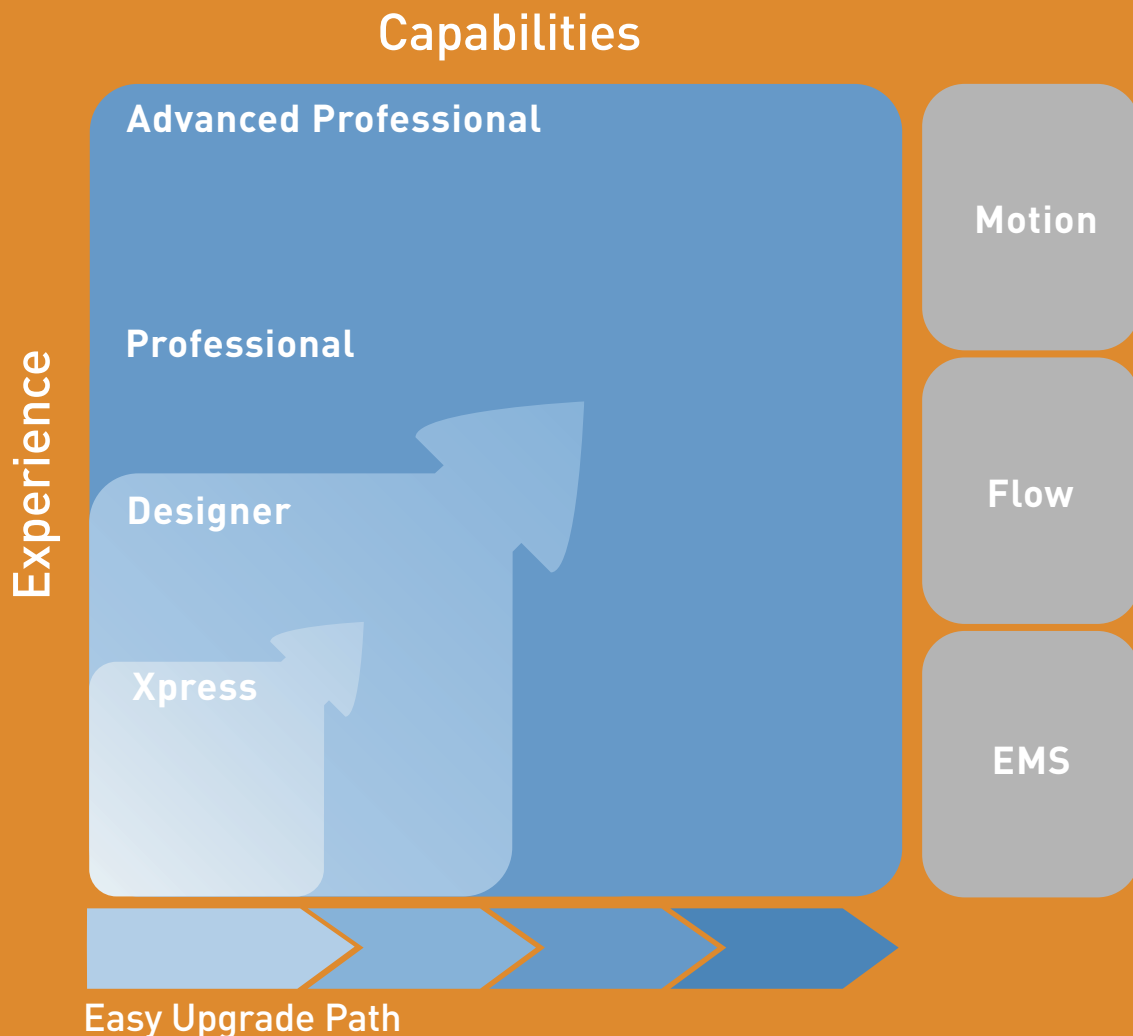 Capabilities
Advanced Professional
Motion
Professional
Experience
Flow
Designer
Xpress
EMS
Easy Upgrade Path